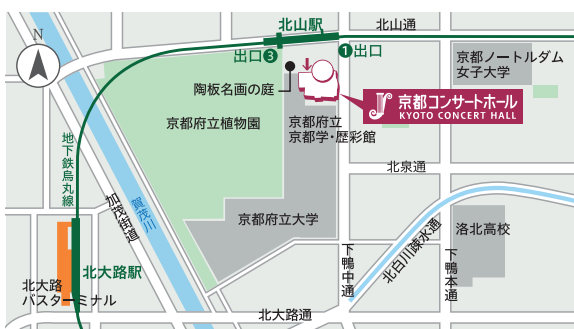 N
北山駅
北山通
出口❸
❶出口
京都ノートルダム
女子大学
陶板名画の庭
京都コンサートホール
KYOTO CONCERT HALL
京都府立植物園
京都府立
京都学・歴彩館
地下鉄烏丸線
北泉通
加茂街道
賀茂川
京都府立大学
洛北高校
北白川疎水通
下鴨中通
下鴨本通
北大路駅
北大路
バスターミナル
北大路通